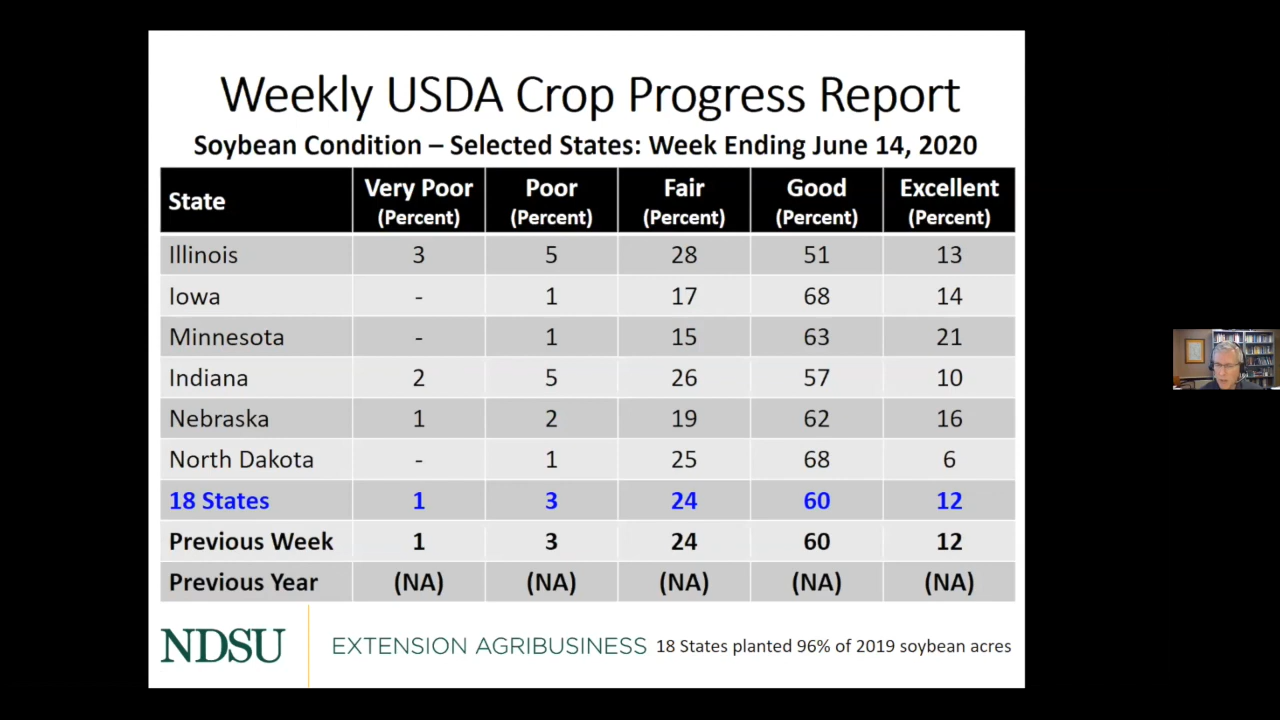 Weekly USDA Crop Progress Report
Soybean Condition – Selected States: Week Ending June 14, 2020
State Very Poor (Percent) Poor (Percent) Fair (Percent) Good (Percent) Excellent (Percent)
Illinois 3 5 28 51 13
Iowa - 1 17 68 14
Minnesota - 1 15 63 21
Indiana 2 5 26 57 10
Nebraska 1 2 19 62 16
North Dakota - 1 25 68 6
18 States 1 3 24 60 12
Previous Week 1 3 24 60 12
Previous Year (NA) (NA) (NA) (NA) (NA)
NDSU EXTENSION AGRIBUSINESS 18 States planted 96% of 2019 soybean acres